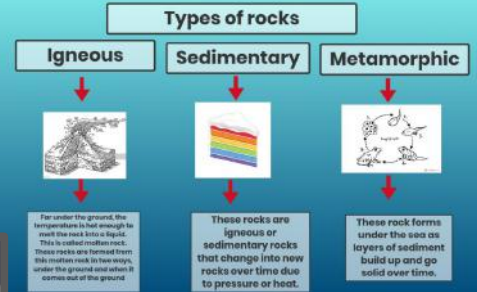 Types of rocks
Igneous
Sedimentary
Metamorphic
Far under the ground, the
temperature is hot enough to
melt the rock into a liquid.
This is called molten rock.
These rocks are formed from
this molten rock in two ways,
under the ground and when it
comes out of the ground
These rocks are
igneous or
sedimentary rocks
that change into new
rocks over time due
to pressure or heat.
These rock forms
under the sea as
layers of sediment
build up and go
solid over time.